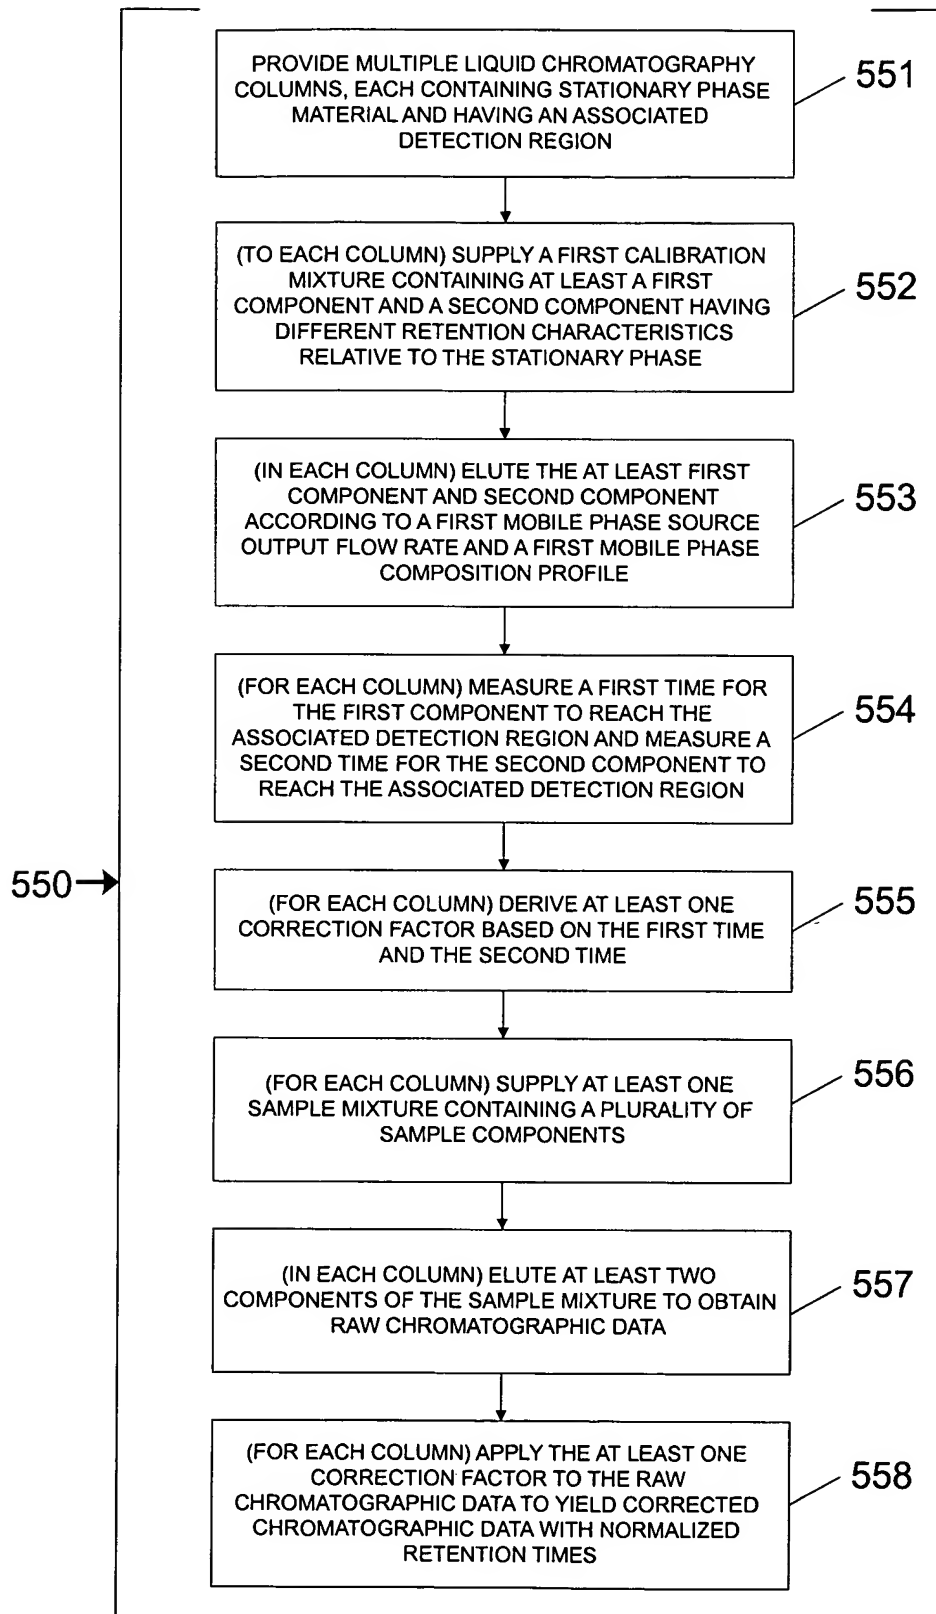 PROVIDE MULTIPLE LIQUID CHROMATOGRAPHY
COLUMNS, EACH CONTAINING STATIONARY PHASE
MATERIAL AND HAVING AN ASSOCIATED
DETECTION REGION
551
(TO EACH COLUMN) SUPPLY A FIRST CALIBRATION
MIXTURE CONTAINING AT LEAST A FIRST
COMPONENT AND A SECOND COMPONENT HAVING
DIFFERENT RETENTION CHARACTERISTICS
RELATIVE TO THE STATIONARY PHASE
552
(IN EACH COLUMN) ELUTE THE AT LEAST FIRST
COMPONENT AND SECOND COMPONENT
ACCORDING TO A FIRST MOBILE PHASE SOURCE
OUTPUT FLOW RATE AND A FIRST MOBILE PHASE
COMPOSITION PROFILE
553
(FOR EACH COLUMN) MEASURE A FIRST TIME FOR
THE FIRST COMPONENT TO REACH THE
ASSOCIATED DETECTION REGION AND MEASURE A
SECOND TIME FOR THE SECOND COMPONENT TO
REACH THE ASSOCIATED DETECTION REGION
554
550
(FOR EACH COLUMN) DERIVE AT LEAST ONE
CORRECTION FACTOR BASED ON THE FIRST TIME
AND THE SECOND TIME
555
(FOR EACH COLUMN) SUPPLY AT LEAST ONE
SAMPLE MIXTURE CONTAINING A PLURALITY OF
SAMPLE COMPONENTS
556
(IN EACH COLUMN) ELUTE AT LEAST TWO
COMPONENTS OF THE SAMPLE MIXTURE TO OBTAIN
RAW CHROMATOGRAPHIC DATA
557
(FOR EACH COLUMN) APPLY THE AT LEAST ONE
CORRECTION FACTOR TO THE RAW
CHROMATOGRAPHIC DATA TO YIELD CORRECTED
CHROMATOGRAPHIC DATA WITH NORMALIZED
RETENTION TIMES
558